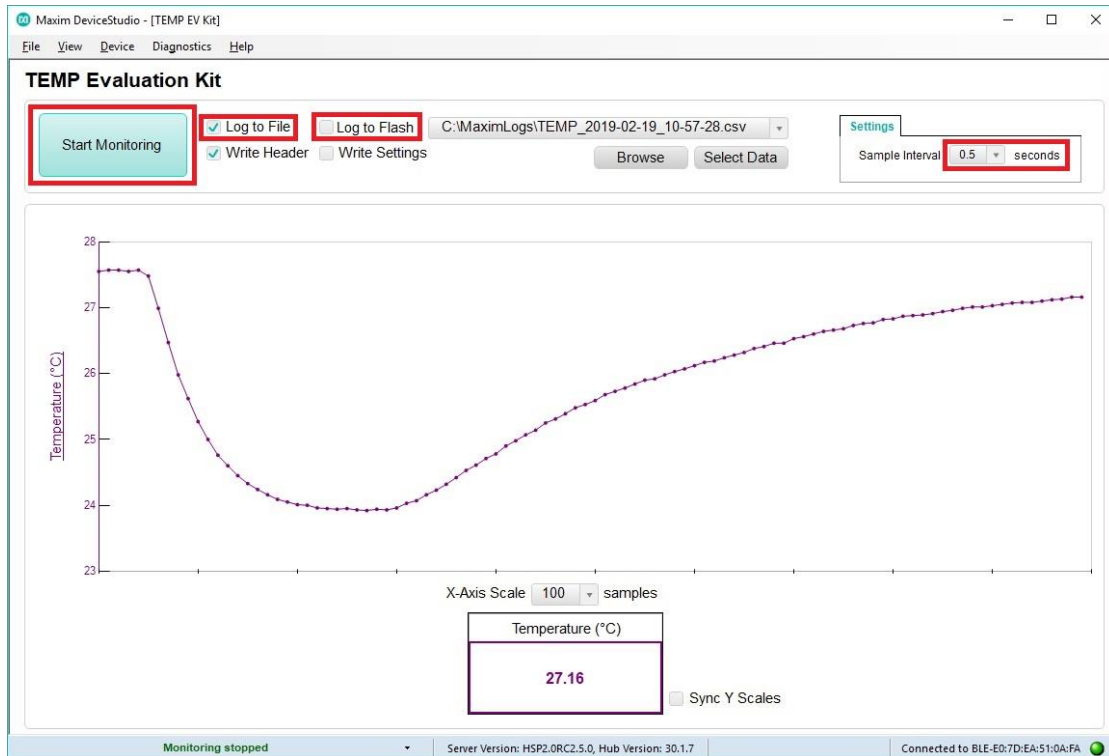 Maxim DeviceStudio - [TEMP EV Kit]
File View Device Diagnostics Help
TEMP Evaluation Kit
Start Monitoring
Log to File Log to Flash C:\MaximLogs\TEMP_2019-02-19_10-57-28.csv
Write Header Write Settings Browse Select Data
Settings
Sample Interval 0.5 seconds
28
27
26
25
24
23
Temperature (°C)
X-Axis Scale 100 samples
Temperature (°C)
27.16
Sync Y Scales
Monitoring stopped Server Version: HSP2.0RC2.5.0, Hub Version: 30.1.7 Connected to BLE-E0:7D:EA:51:0A:FA